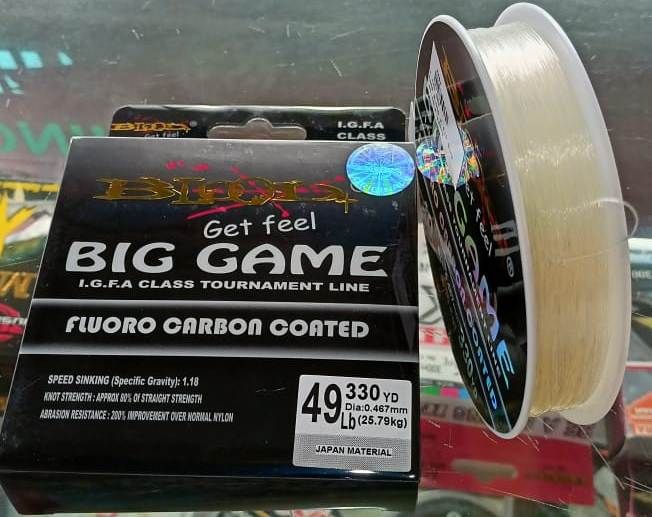 Get feel
I.G.F.A
CLASS
Get feel
BIG GAME
I.G.F.A CLASS TOURNAMENT LINE
FLUORO CARBON COATED
SPEED SINKING (Specific Gravity): 1.18
KNOT STRENGTH : APPROX 80% OF STRAIGHT STRENGTH
ABRASION RESISTANCE : 200% IMPROVEMENT OVER NORMAL NYLON
49 Lb
330 YD
Dia:0.467mm
(25.79kg)
JAPAN MATERIAL
feel
COATED